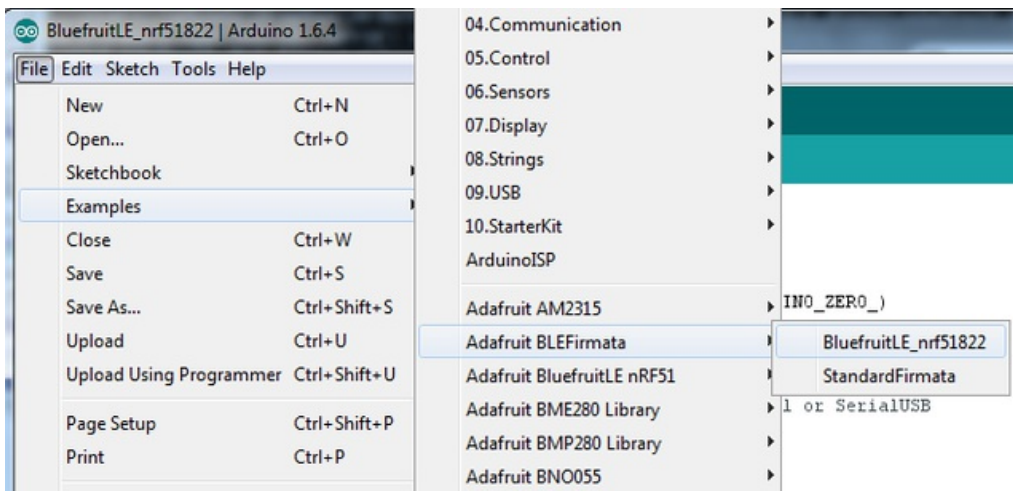 BluefruitLE_nrf51822 | Arduino 1.6.4
File Edit Sketch Tools Help
New Ctrl+N
Open... Ctrl+O
Sketchbook
Examples
Close Ctrl+W
Save Ctrl+S
Save As... Ctrl+Shift+S
Upload Ctrl+U
Upload Using Programmer Ctrl+Shift+U
Page Setup Ctrl+Shift+P
Print Ctrl+P
04.Communication
05.Control
06.Sensors
07.Display
08.Strings
09.USB
10.StarterKit
ArduinoISP
Adafruit AM2315
Adafruit BLEFirmata
Adafruit BluefruitLE nRF51
Adafruit BME280 Library
Adafruit BMP280 Library
Adafruit BNO055
INO_ZERO_)
BluefruitLE_nrf51822
StandardFirmata
l or SerialUSB